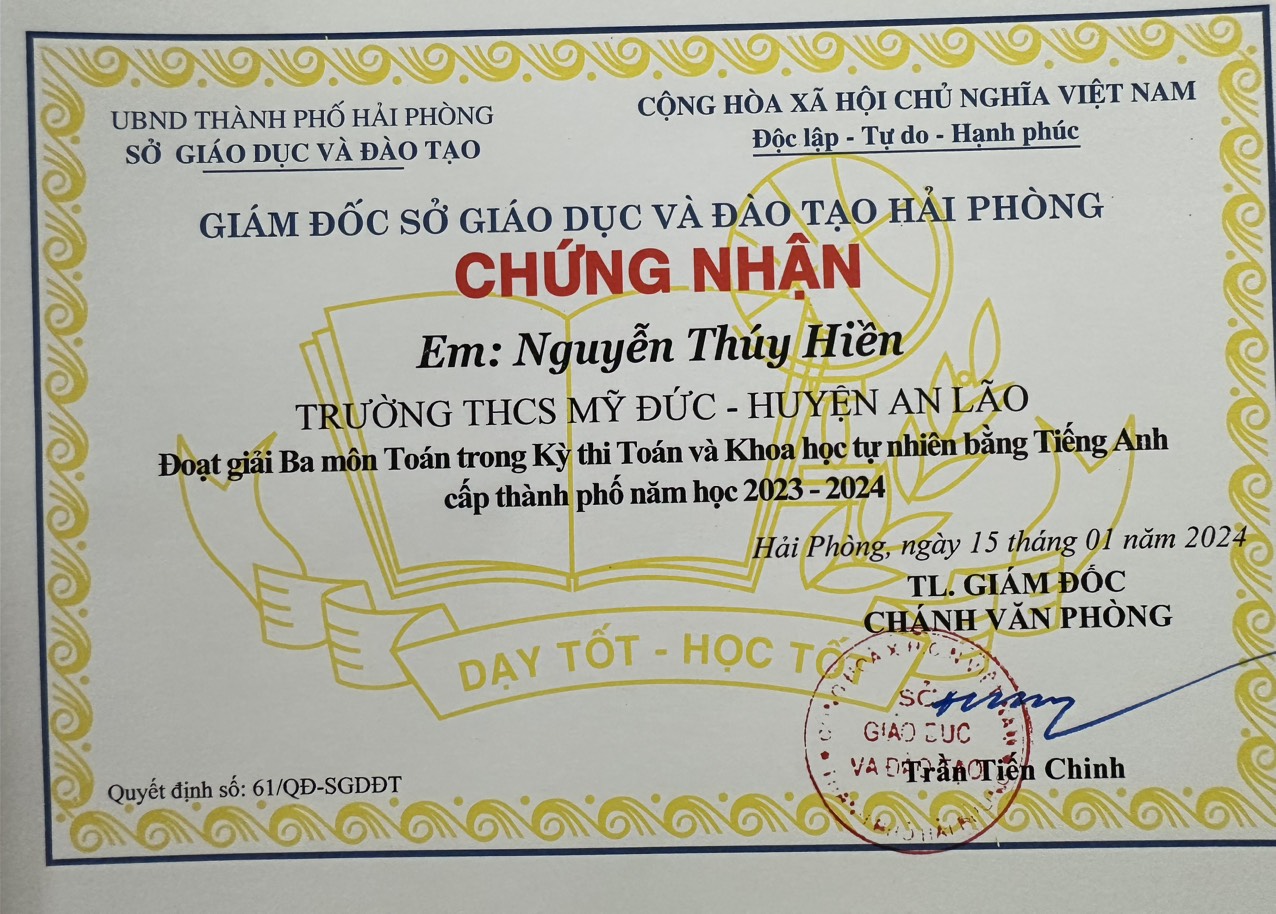 UBND THÀNH PHỐ HẢI PHÒNG
SỞ GIÁO DỤC VÀ ĐÀO TẠO
CỘNG HÒA XÃ HỘI CHỦ NGHĨA VIỆT NAM
Độc lập - Tự do - Hạnh phúc
GIÁM ĐỐC SỞ GIÁO DỤC VÀ ĐÀO TẠO HẢI PHÒNG
CHỨNG NHẬN
Em: Nguyễn Thúy Hiền
TRƯỜNG THCS MỸ ĐỨC - HUYỆN AN LÃO
Đoạt giải Ba môn Toán trong Kỳ thi Toán và Khoa học tự nhiên bằng Tiếng Anh
cấp thành phố năm học 2023 - 2024
Hải Phòng, ngày 15 tháng 01 năm 2024
TL. GIÁM ĐỐC
CHÁNH VĂN PHÒNG
DẠY TỐT - HỌC TỐT
SỞ
GIÁO DỤC
VÀ ĐÀO TẠO
Trần Tiến Chinh
Quyết định số: 61/QĐ-SGDĐT